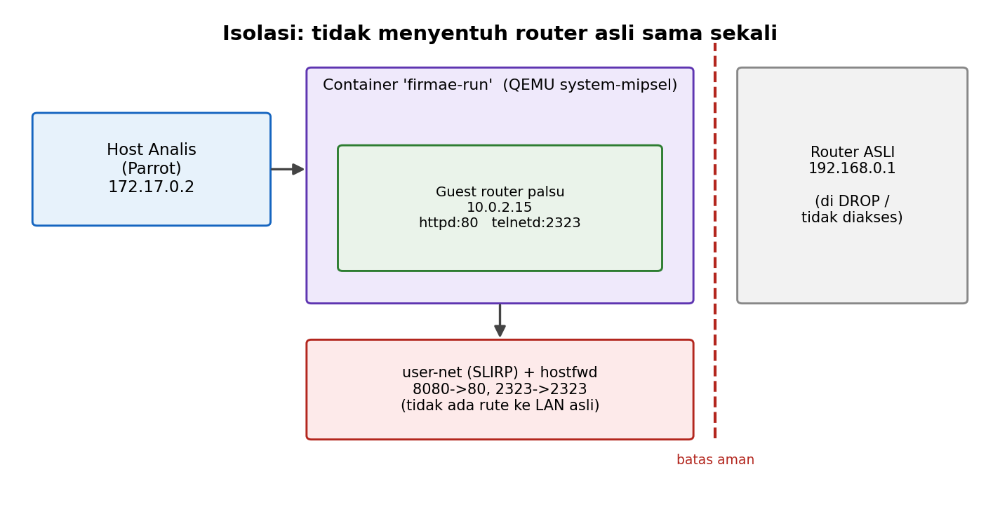 Isolasi: tidak menyentuh router asli sama sekali
Host Analis
(Parrot)
172.17.0.2
Container 'firmae-run'  (QEMU system-mipsel)
Guest router palsu
10.0.2.15
httpd:80   telnetd:2323
user-net (SLIRP) + hostfwd
8080->80, 2323->2323
(tidak ada rute ke LAN asli)
Router ASLI
192.168.0.1
(di DROP /
tidak diakses)
batas aman